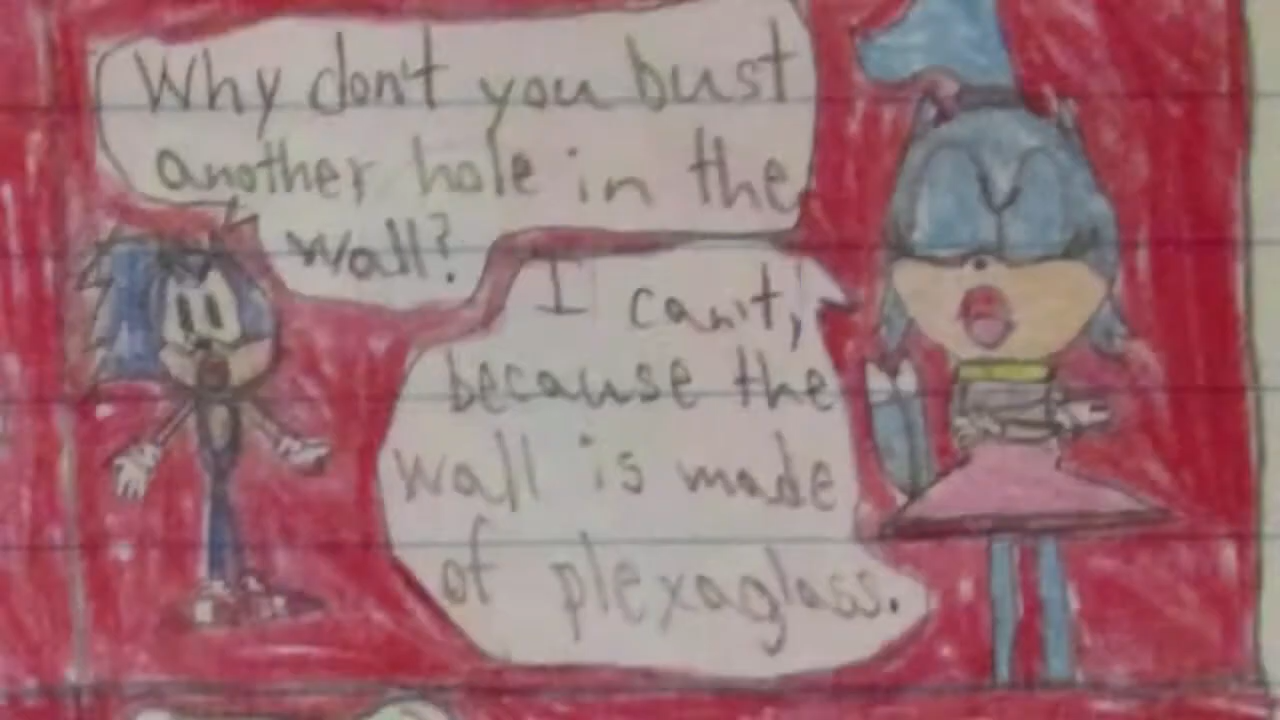 Why don't you bust
another hole in the
wall?
I can't,
because the
wall is made
of plexaglass.